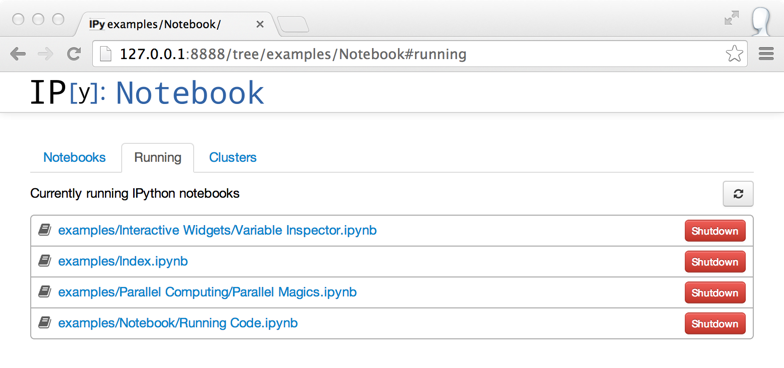 IPy examples/Notebook/
127.0.0.1:8888/tree/examples/Notebook#running
IP[y]: Notebook
Notebooks Running Clusters
Currently running IPython notebooks
examples/Interactive Widgets/Variable Inspector.ipynb Shutdown
examples/Index.ipynb Shutdown
examples/Parallel Computing/Parallel Magics.ipynb Shutdown
examples/Notebook/Running Code.ipynb Shutdown